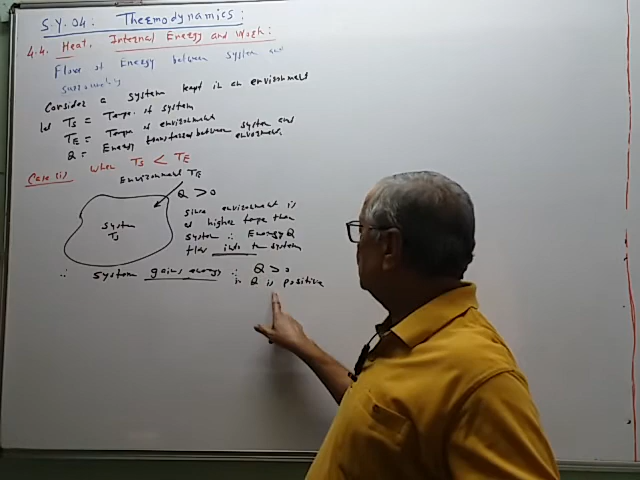 S.Y. 04: Thermodynamics:
4.4. Heat, Internal Energy and Work:
Flow of Energy between system and
surrounding
Consider a system kept in an environment
let Ts = Temp. of system
TE = Temp of environment
Q = Energy transferred between system and
environment.
Case (i) when Ts < TE
Environment TE
Q > 0
System
Ts
since environment is
at higher temp than
system ∴ Energy Q
flow into the system
∴ system gains energy ∴ Q > 0
Q is positive